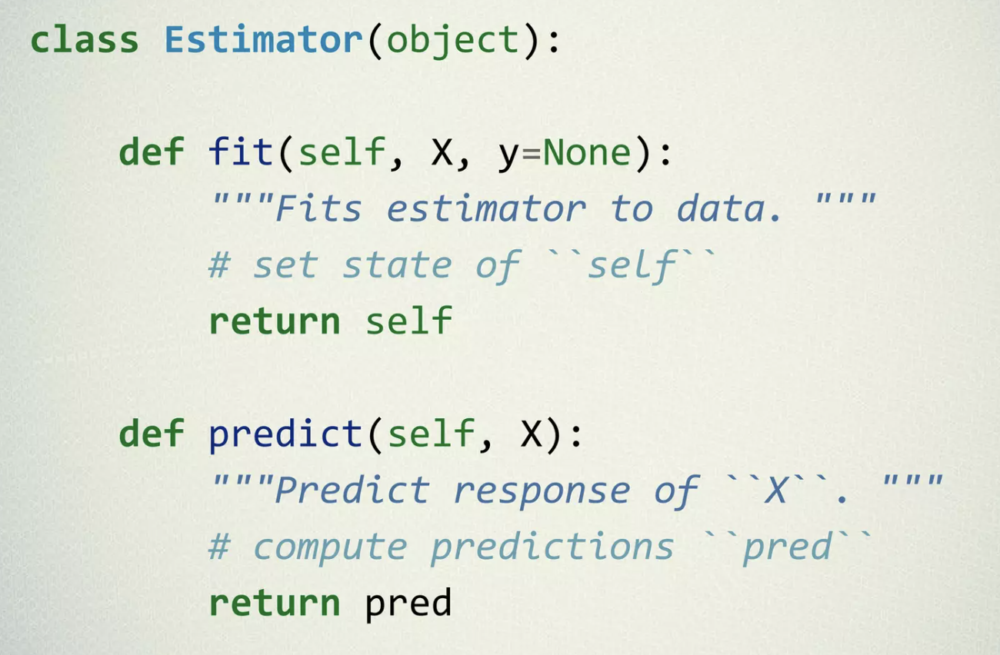 class Estimator(object):
    def fit(self, X, y=None):
        """Fits estimator to data. """
        # set state of ``self``
        return self
    def predict(self, X):
        """Predict response of ``X``. """
        # compute predictions ``pred``
        return pred